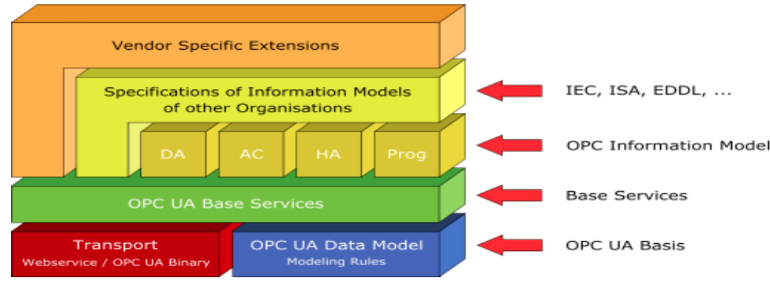 Vendor Specific Extensions
Specifications of Information Models
of other Organisations
IEC, ISA, EDDL, ...
DA AC HA Prog
OPC Information Model
OPC UA Base Services
Base Services
Transport
Webservice / OPC UA Binary
OPC UA Data Model
Modeling Rules
OPC UA Basis